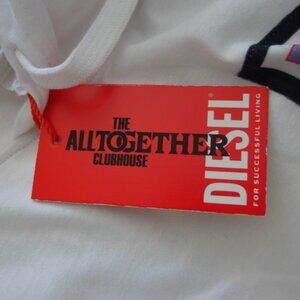 THE
ALLTOGETHER
CLUBHOUSE
DIESEL
FOR SUCCESSFUL LIVING